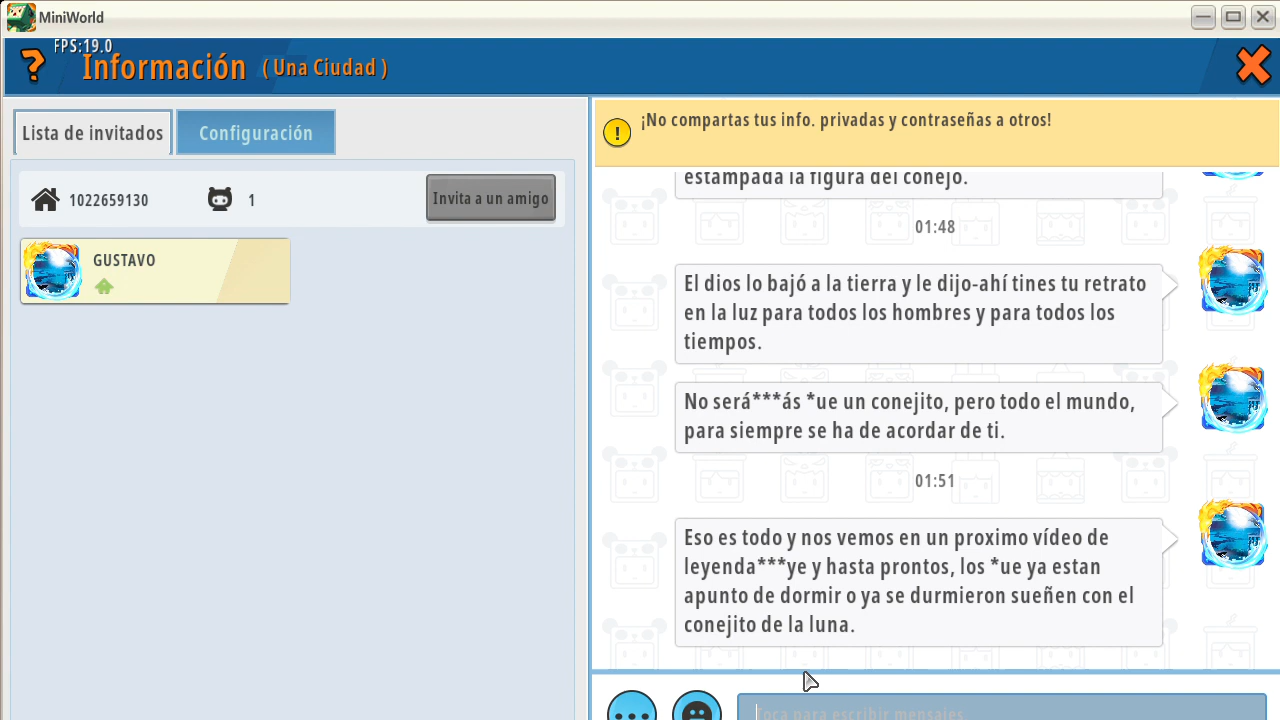 MiniWorld
FPS:19.0
Información ( Una Ciudad )
Lista de invitados
Configuración
1022659130
1
Invita a un amigo
GUSTAVO
¡No compartas tus info. privadas y contraseñas a otros!
estampada la figura del conejo.
01:48
El dios lo bajó a la tierra y le dijo-ahí tines tu retrato
en la luz para todos los hombres y para todos los
tiempos.
No será***ás *ue un conejito, pero todo el mundo,
para siempre se ha de acordar de ti.
01:51
Eso es todo y nos vemos en un proximo vídeo de
leyenda***ye y hasta prontos, los *ue ya estan
apunto de dormir o ya se durmieron sueñen con el
conejito de la luna.
Toca para escribir mensajes